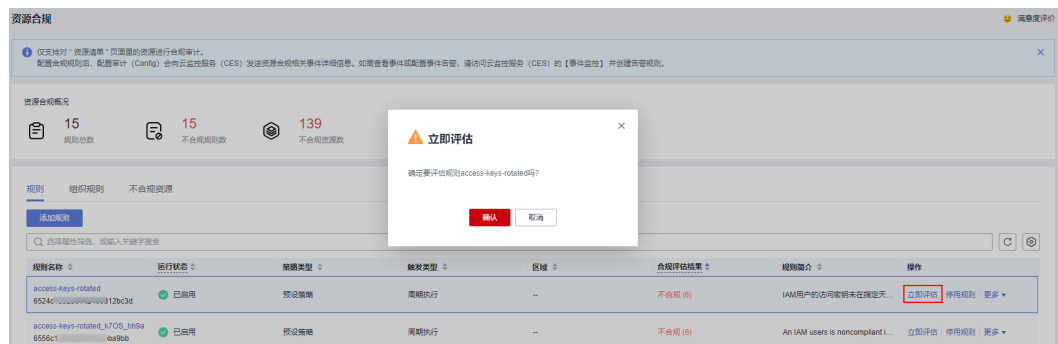 资源合规
满意度评价
仅支持对“资源清单”页面里的资源进行合规审计。
配置合规规则后，配置审计（Config）会向云监控服务（CES）发送资源合规相关事件详细信息。如需查看事件或配置事件告警，请访问云监控服务（CES）的【事件监控】并创建告警规则。
资源合规概况
15
规则总数
15
不合规规则数
139
不合规资源数
立即评估
确定要评估规则access-keys-rotated吗?
确认 取消
规则 组织规则 不合规资源
添加规则
选择属性筛选，或输入关键字搜索
规则名称 运行状态 策略类型 触发类型 区域 合规评估结果 规则简介 操作
access-keys-rotated
6524c 312bc3d
已启用 预设策略 周期执行 -- 不合规 (6) IAM用户的访问密钥未在指定天... 立即评估 停用规则 更多
access-keys-rotated_k7OS_hh9a
6556c1 ba9bb
已启用 预设策略 周期执行 -- 不合规 (6) An IAM users is noncompliant i... 立即评估 停用规则 更多